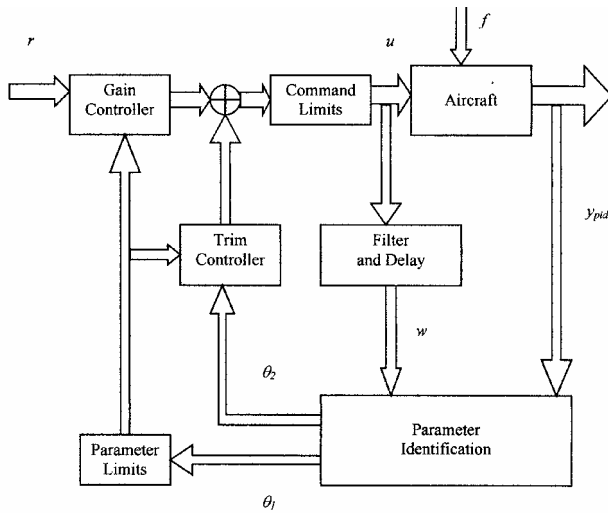 r
u
f
Gain
Controller
Command
Limits
Aircraft
y_pid
Trim
Controller
Filter
and Delay
w
θ2
Parameter
Identification
Parameter
Limits
θ1